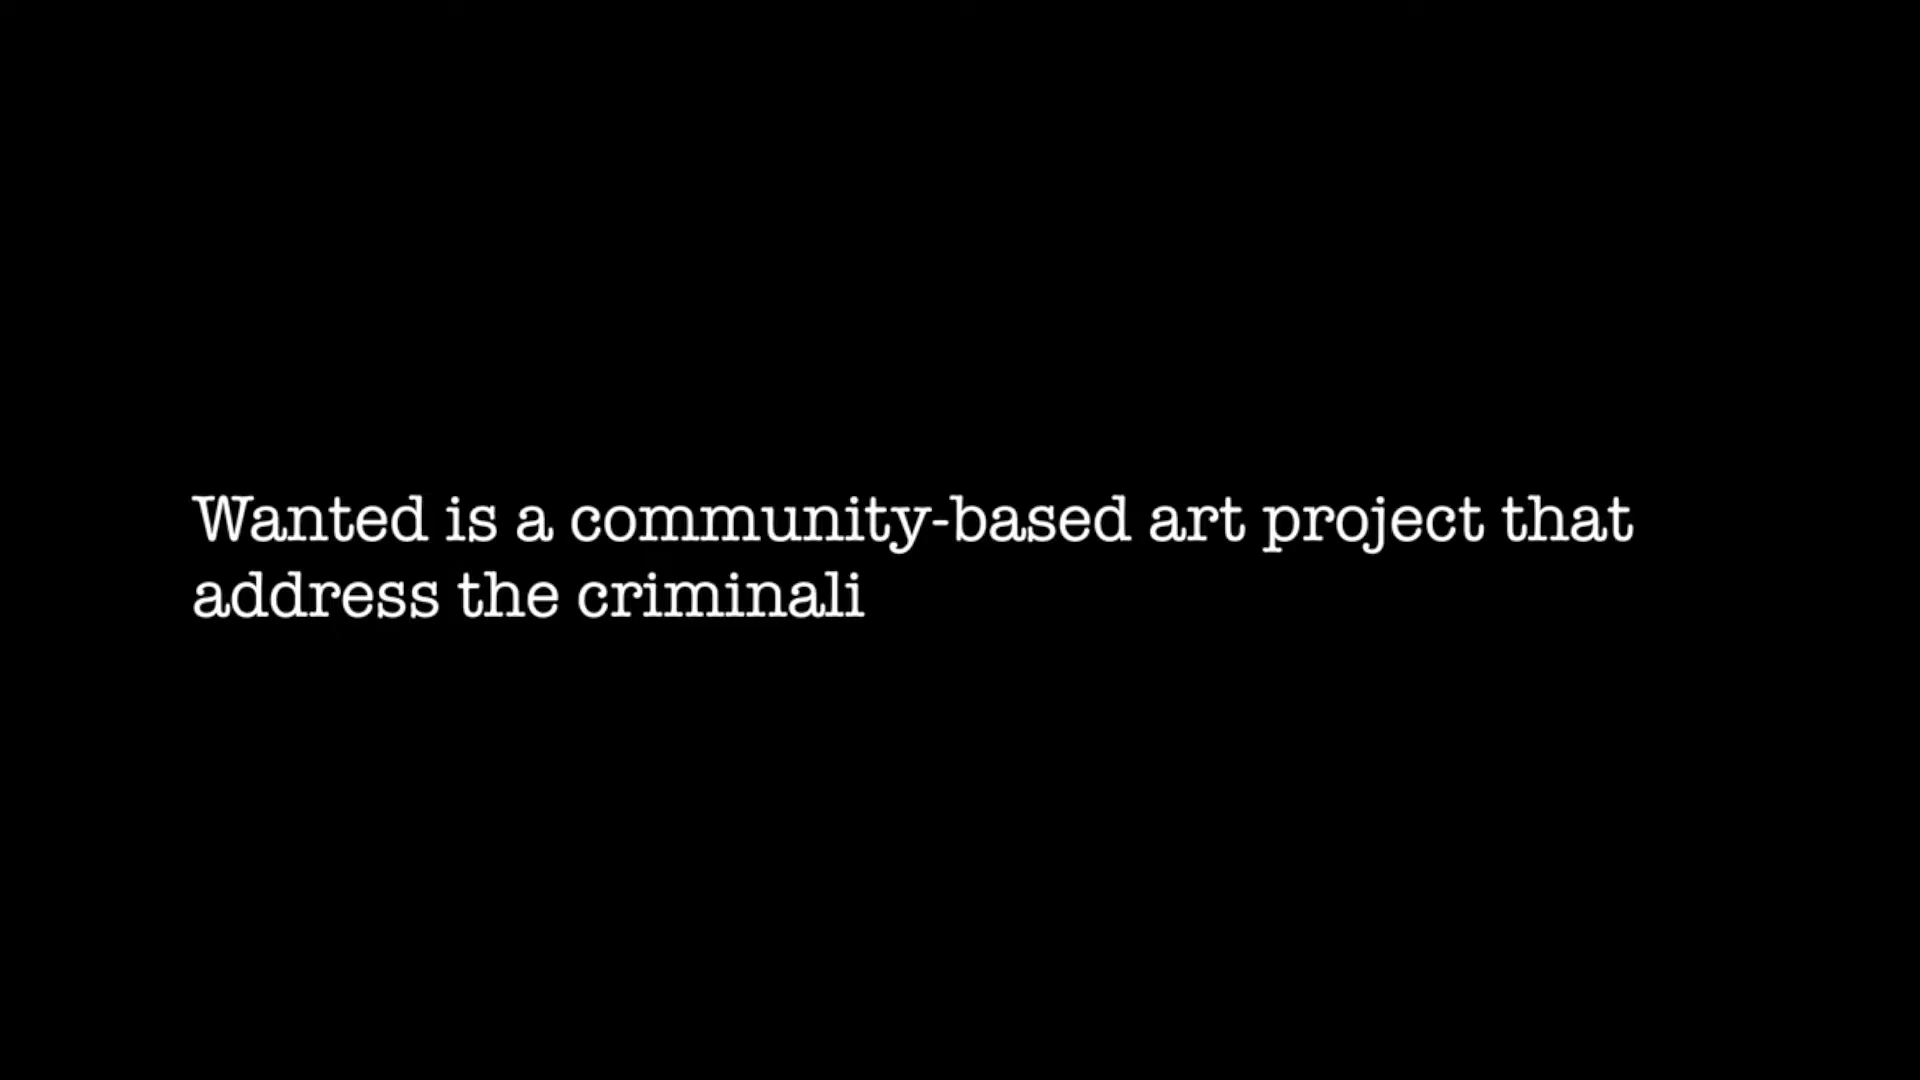 Wanted is a community-based art project that
address the criminali